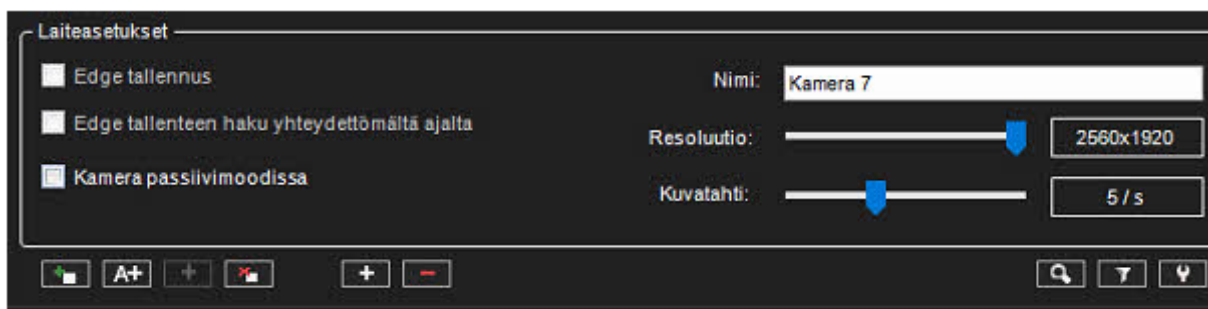 Laiteasetukset
Edge tallennus
Nimi: Kamera 7
Edge tallenteen haku yhteydettömältä ajalta
Resoluutio: 2560x1920
Kamera passiivimoodissa
Kuvatahti: 5 / s
A+